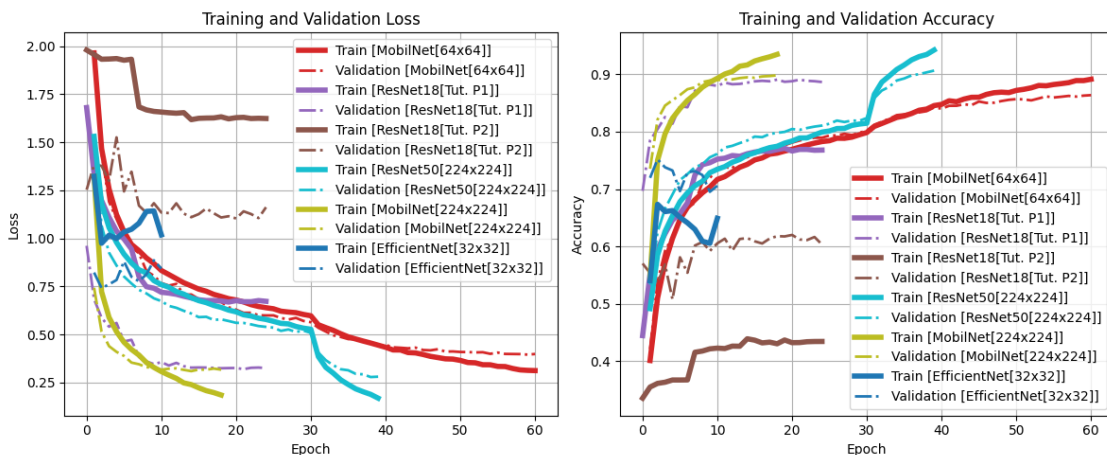 Training and Validation Loss
Loss
2.00
1.75
1.50
1.25
1.00
0.75
0.50
0.25
0
10
20
30
40
50
60
Epoch
Train [MobilNet[64x64]]
Validation [MobilNet[64x64]]
Train [ResNet18[Tut. P1]]
Validation [ResNet18[Tut. P1]]
Train [ResNet18[Tut. P2]]
Validation [ResNet18[Tut. P2]]
Train [ResNet50[224x224]]
Validation [ResNet50[224x224]]
Train [MobilNet[224x224]]
Validation [MobilNet[224x224]]
Train [EfficientNet[32x32]]
Validation [EfficientNet[32x32]]
Training and Validation Accuracy
Accuracy
0.9
0.8
0.7
0.6
0.5
0.4
0
10
20
30
40
50
60
Epoch
Train [MobilNet[64x64]]
Validation [MobilNet[64x64]]
Train [ResNet18[Tut. P1]]
Validation [ResNet18[Tut. P1]]
Train [ResNet18[Tut. P2]]
Validation [ResNet18[Tut. P2]]
Train [ResNet50[224x224]]
Validation [ResNet50[224x224]]
Train [MobilNet[224x224]]
Validation [MobilNet[224x224]]
Train [EfficientNet[32x32]]
Validation [EfficientNet[32x32]]